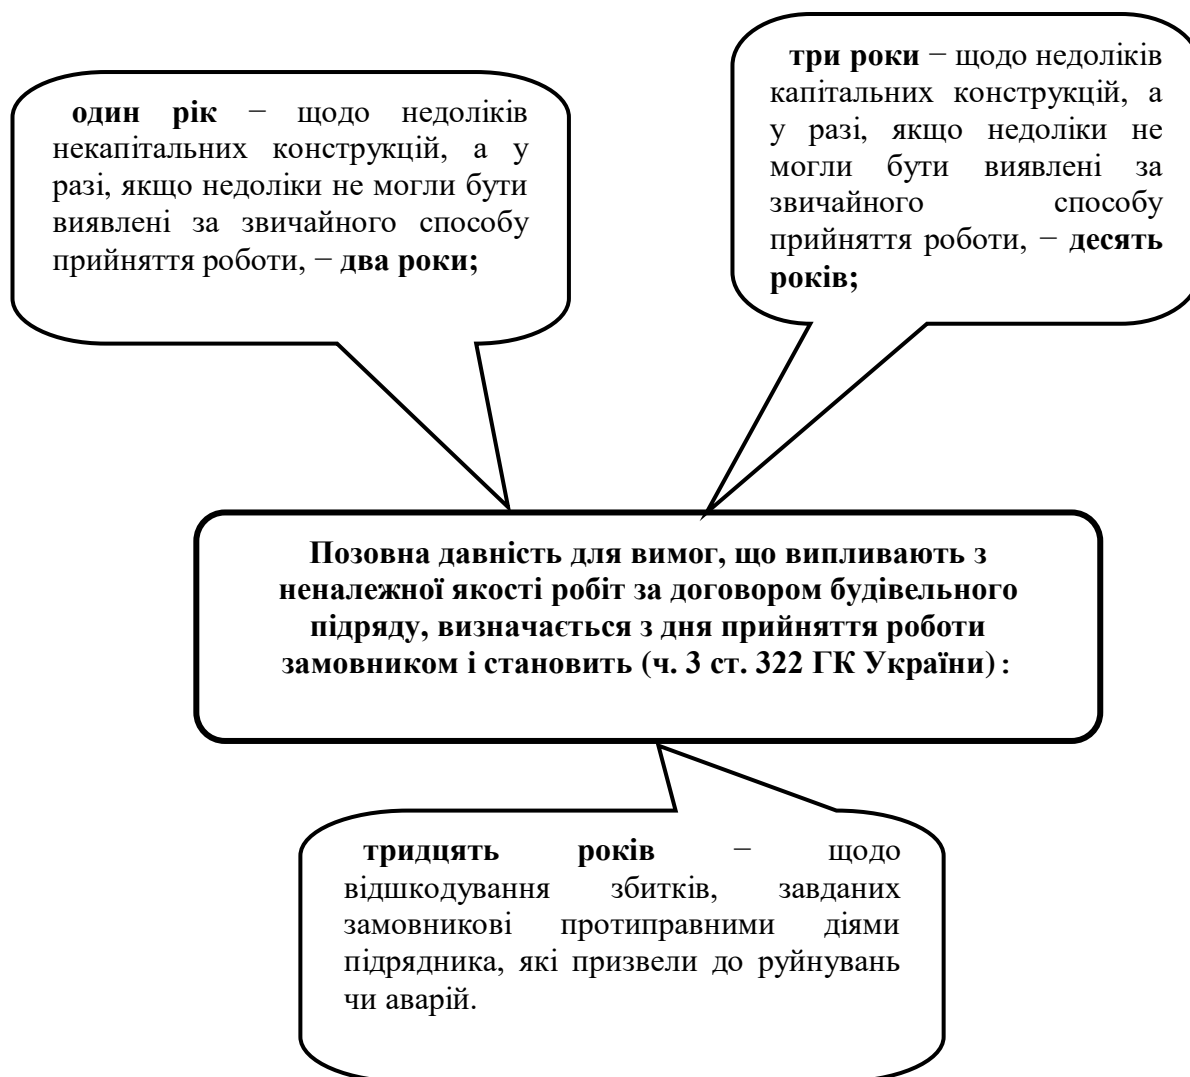 один рік − щодо недоліків
некапітальних конструкцій, а у
разі, якщо недоліки не могли бути
виявлені за звичайного способу
прийняття роботи, − два роки;
три роки − щодо недоліків
капітальних конструкцій, а
у разі, якщо недоліки не
могли бути виявлені за
звичайного способу
прийняття роботи, − десять
років;
Позовна давність для вимог, що випливають з
неналежної якості робіт за договором будівельного
підряду, визначається з дня прийняття роботи
замовником і становить (ч. 3 ст. 322 ГК України) :
тридцять років − щодо
відшкодування збитків, завданих
замовникові протиправними діями
підрядника, які призвели до руйнувань
чи аварій.